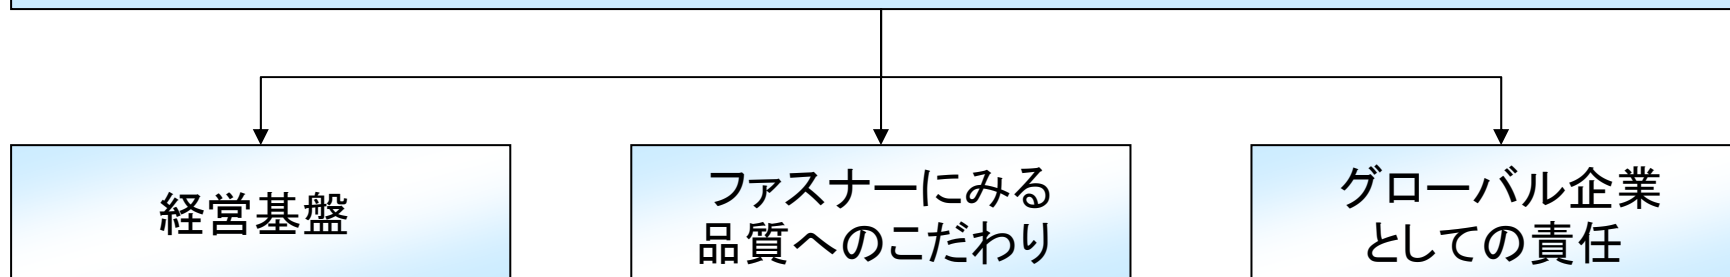 経営基盤
ファスナーにみる
品質へのこだわり
グローバル企業
としての責任